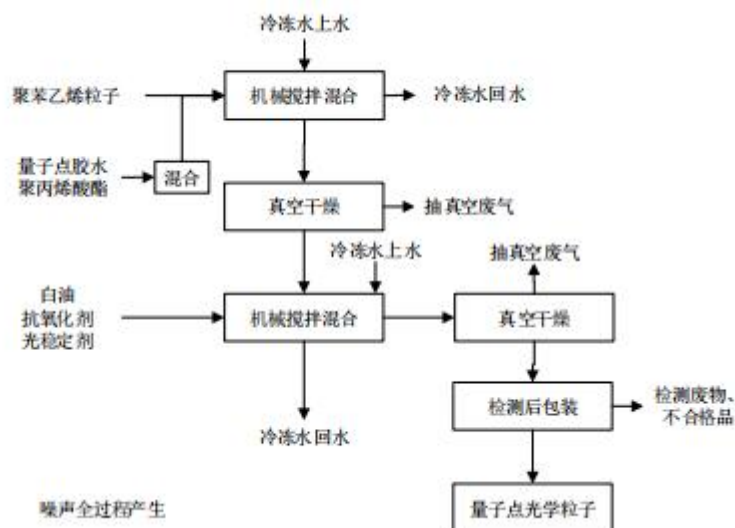 冷冻水上水
聚苯乙烯粒子
机械搅拌混合
冷冻水回水
量子点胶水
聚丙烯酸酯
混合
真空干燥
抽真空废气
冷冻水上水
抽真空废气
白油
抗氧化剂
光稳定剂
机械搅拌混合
真空干燥
检测后包装
检测废物、
不合格品
冷冻水回水
噪声全过程产生
量子点光学粒子